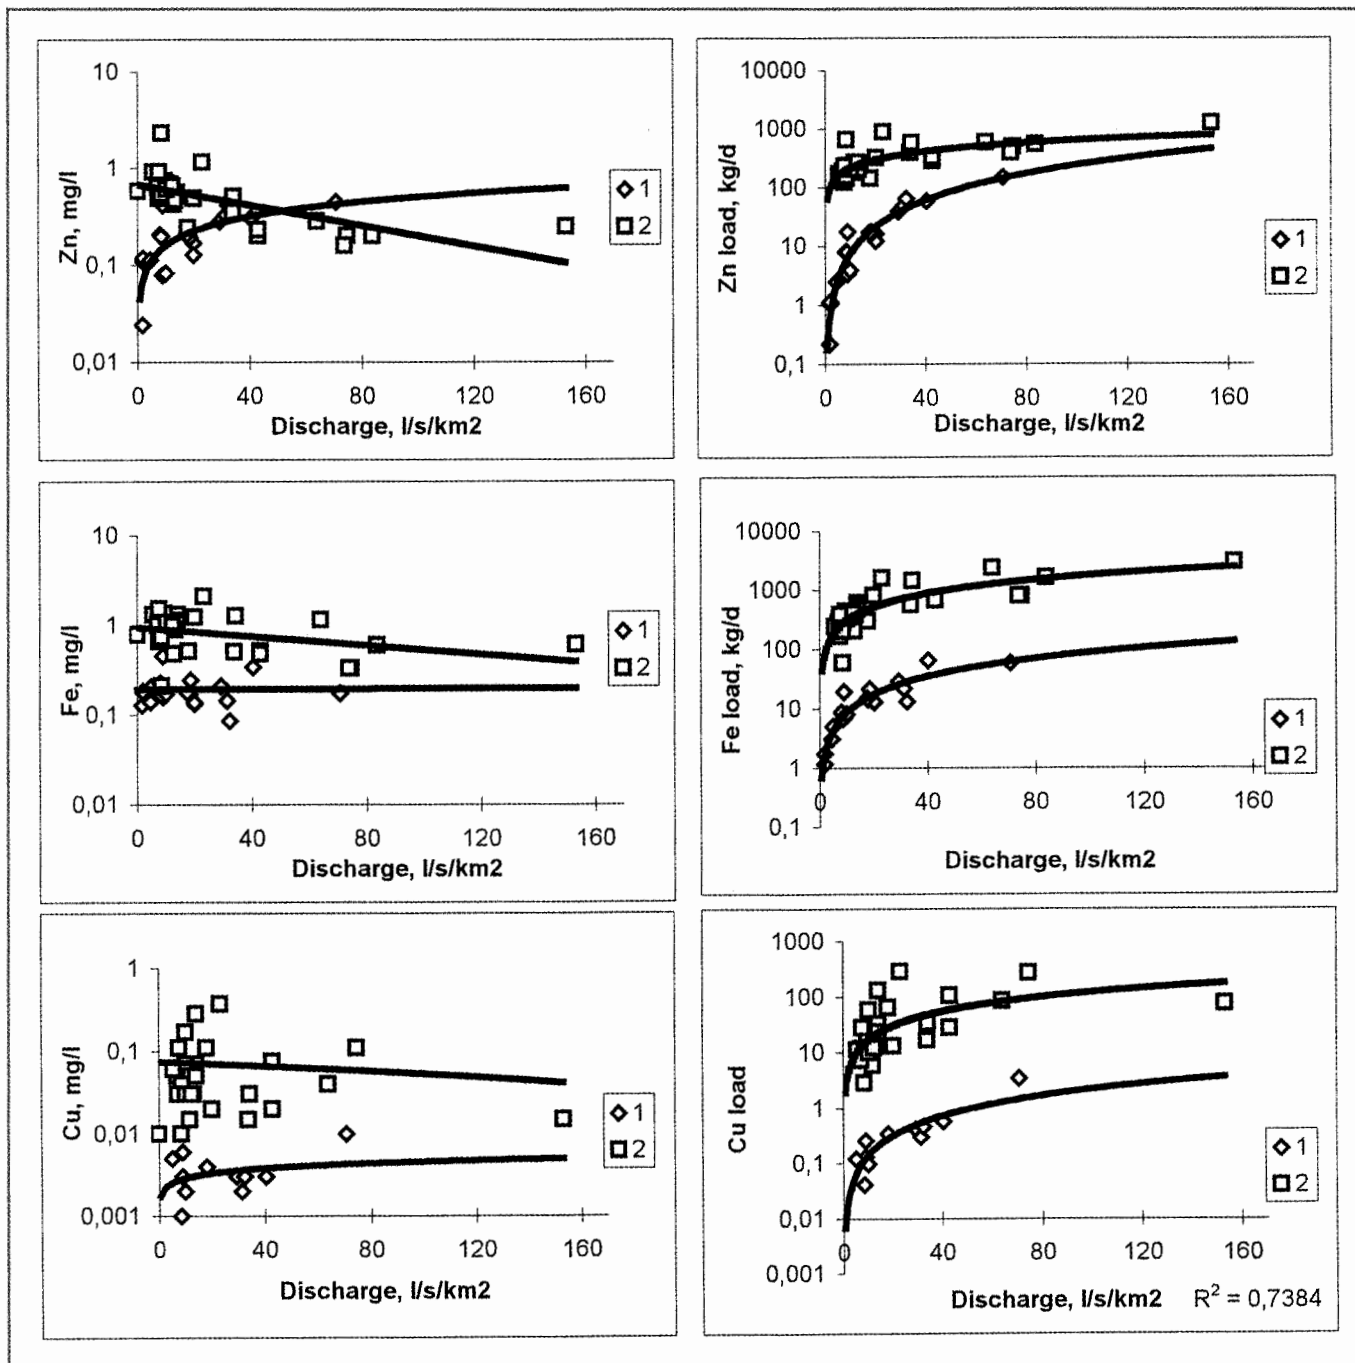 10
1
0,1
0,01
Zn, mg/l
0 40 80 120 160
Discharge, l/s/km2
1
2
10000
1000
100
10
1
0,1
Zn load, kg/d
0 40 80 120 160
Discharge, l/s/km2
1
2
10
1
0,1
0,01
Fe, mg/l
0 40 80 120 160
Discharge, l/s/km2
1
2
10000
1000
100
10
1
0,1
Fe load, kg/d
0 40 80 120 160
Discharge, l/s/km2
1
2
1
0,1
0,01
0,001
Cu, mg/l
0 40 80 120 160
Discharge, l/s/km2
1
2
1000
100
10
1
0,1
0,01
0,001
Cu load
0 40 80 120 160
Discharge, l/s/km2 R² = 0,7384
1
2